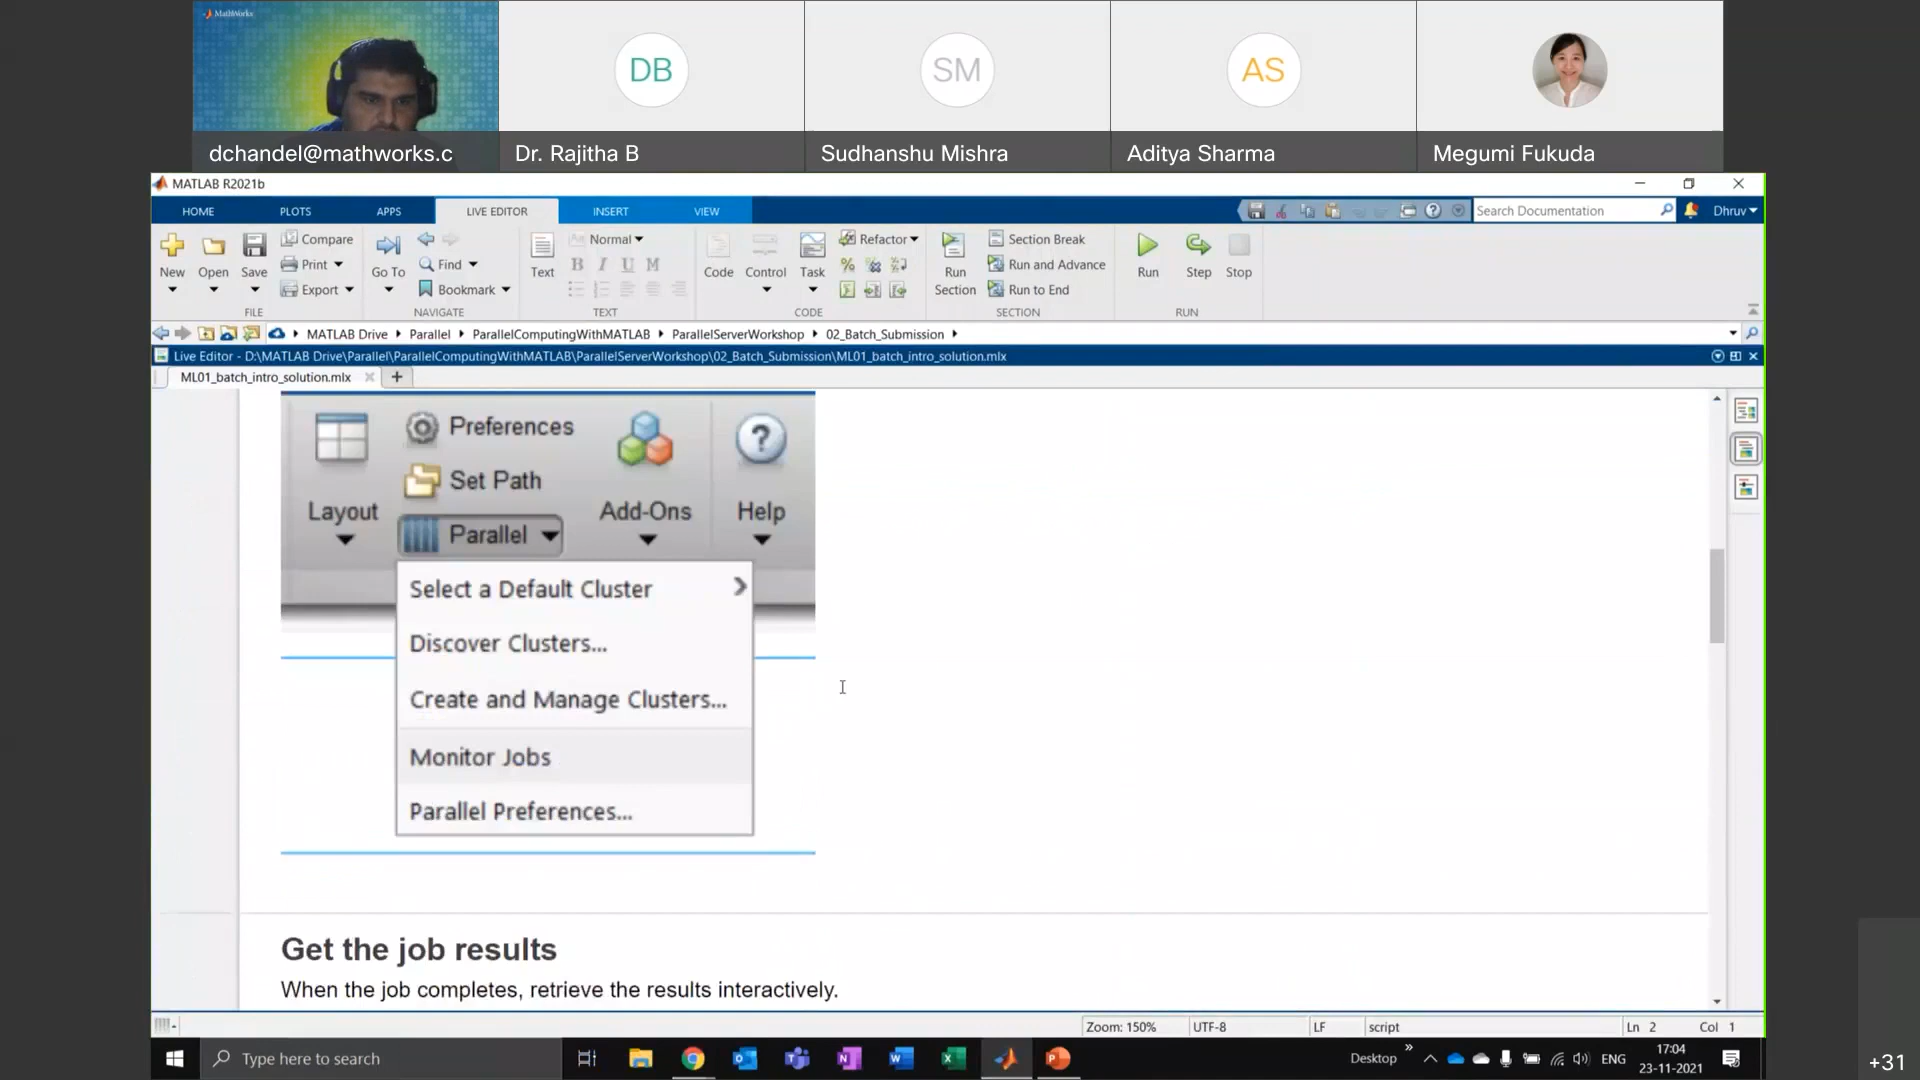 MathWorks
DB
SM
AS
dchandel@mathworks.c
Dr. Rajitha B
Sudhanshu Mishra
Aditya Sharma
Megumi Fukuda
MATLAB R2021b
HOME PLOTS APPS LIVE EDITOR INSERT VIEW
Search Documentation
Dhruv
New Open Save Compare Print Export
FILE
Go To Find Bookmark
NAVIGATE
Text Normal B I U M
TEXT
Code Control Task Refactor
CODE
Run Section Section Break Run and Advance Run to End
SECTION
Run Step Stop
RUN
MATLAB Drive Parallel ParallelComputingWithMATLAB ParallelServerWorkshop 02_Batch_Submission
Live Editor - D:\MATLAB Drive\Parallel\ParallelComputingWithMATLAB\ParallelServerWorkshop\02_Batch_Submission\ML01_batch_intro_solution.mlx
ML01_batch_intro_solution.mlx
Preferences
Set Path
Layout
Parallel
Add-Ons
Help
Select a Default Cluster
Discover Clusters...
Create and Manage Clusters...
Monitor Jobs
Parallel Preferences...
Get the job results
When the job completes, retrieve the results interactively.
Zoom: 150% UTF-8 LF script Ln 2 Col 1
Type here to search
Desktop
ENG
17:04
23-11-2021
+31